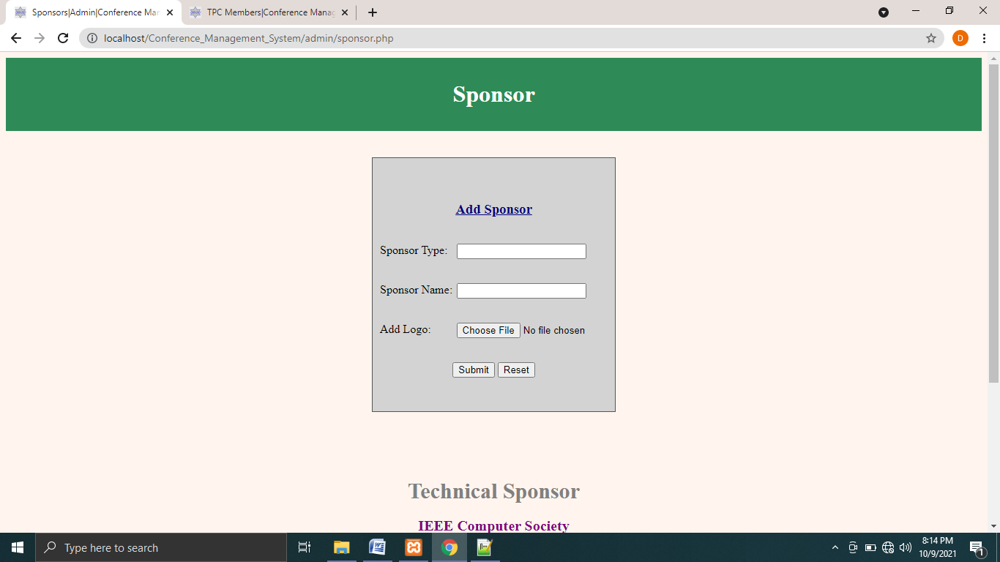 Sponsors|Admin|Conference Mar
TPC Members|Conference Manag
localhost/Conference_Management_System/admin/sponsor.php
D
Sponsor
Add Sponsor
Sponsor Type:
Sponsor Name:
Add Logo: Choose File No file chosen
Submit Reset
Technical Sponsor
IEEE Computer Society
Type here to search
8:14 PM
10/9/2021
1